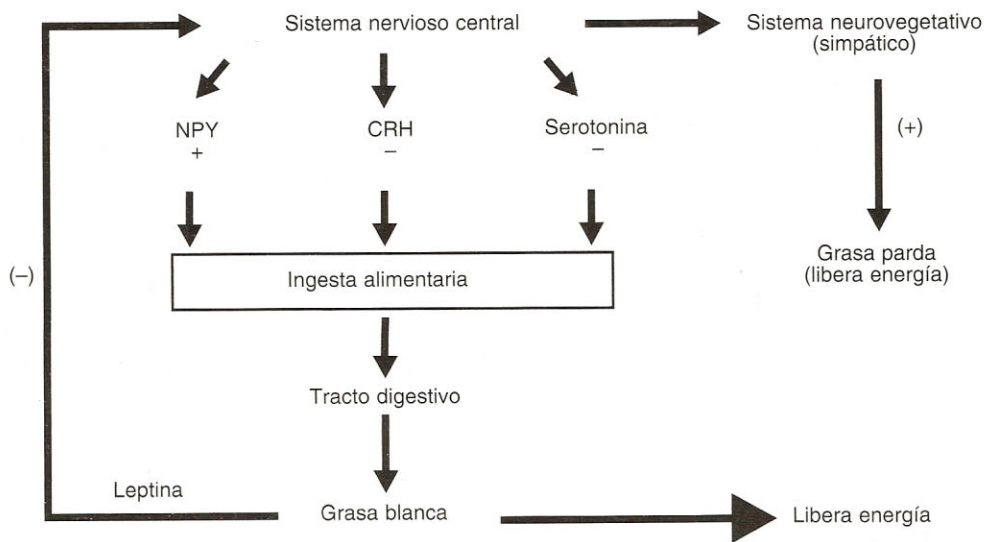 Sistema nervioso central
Sistema neurovegetativo
(simpático)
NPY
+
CRH
–
Serotonina
–
(+)
Grasa parda
(libera energía)
(–)
Ingesta alimentaria
Tracto digestivo
Leptina
Grasa blanca
Libera energía